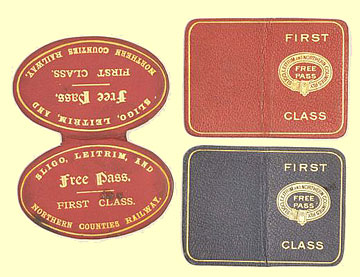 SLIGO, LEITRIM, AND
Free Pass.
FIRST CLASS.
NORTHERN COUNTIES RAILWAY.
SLIGO, LEITRIM, AND
Free Pass.
FIRST CLASS.
NORTHERN COUNTIES RAILWAY.
FIRST
FREE
PASS
CLASS
FIRST
FREE
PASS
CLASS